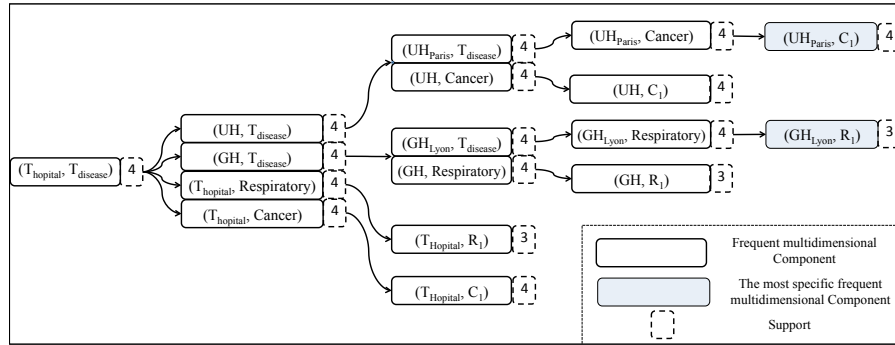 (UH_Paris, T_disease) 4
(UH, Cancer) 4
(UH_Paris, Cancer) 4
(UH_Paris, C_1) 4
(UH, C_1) 4
(T_hopital, T_disease) 4
(UH, T_disease) 4
(GH, T_disease) 4
(T_hopital, Respiratory) 4
(T_hopital, Cancer) 4
(GH_Lyon, T_disease) 4
(GH, Respiratory) 4
(GH_Lyon, Respiratory) 4
(GH_Lyon, R_1) 3
(GH, R_1) 3
(T_Hopital, R_1) 3
(T_Hopital, C_1) 4
Frequent multidimensional
Component
The most specific frequent
multidimensional Component
Support